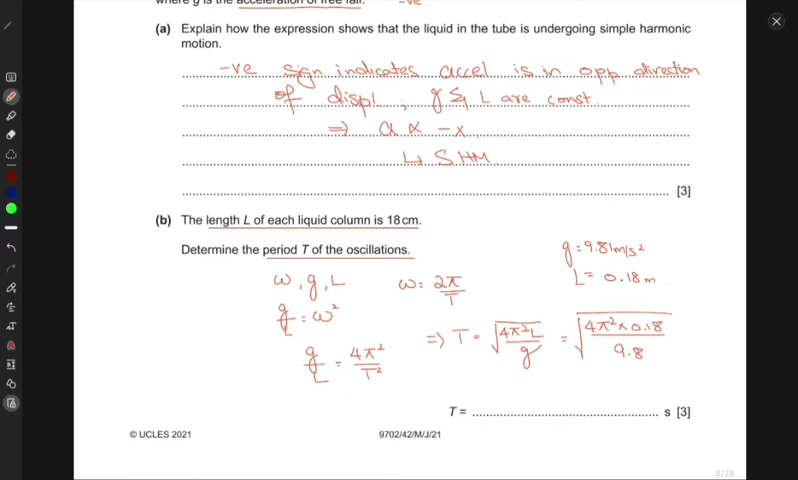 where g is the acceleration of free fall. -ve
(a) Explain how the expression shows that the liquid in the tube is undergoing simple harmonic
motion.
-ve sign indicates accel is in opp direction
of displ, g & L are const.
⇒ a ∝ -x
↳ SHM
[3]
(b) The length L of each liquid column is 18 cm.
Determine the period T of the oscillations.
g = 9.81 m/s²
L = 0.18 m
ω, g, L ω = 2π/T
g/L = ω²
g/L = 4π²/T²
⇒ T = √(4π²L/g) = √(4π² × 0.18/9.8)
T = ........................................................ s [3]
© UCLES 2021 9702/42/M/J/21
8/28